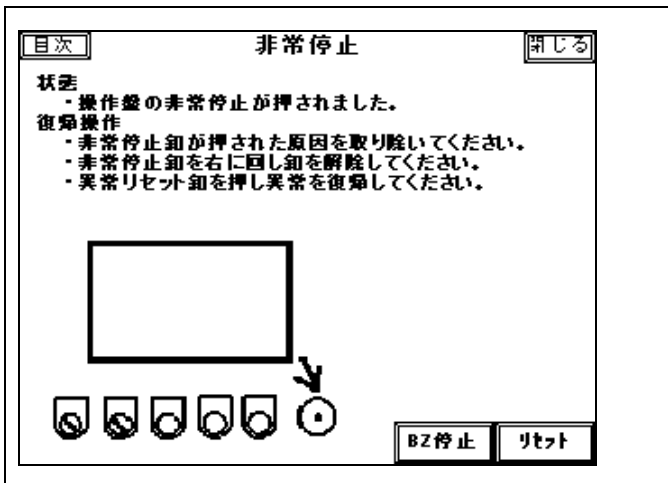 目次 非常停止 閉じる
状態
・操作盤の非常停止が押されました。
復帰操作
・非常停止釦が押された原因を取り除いてください。
・非常停止釦を右に回し釦を解除してください。
・異常リセット釦を押し異常を復帰してください。
BZ停止 リセット